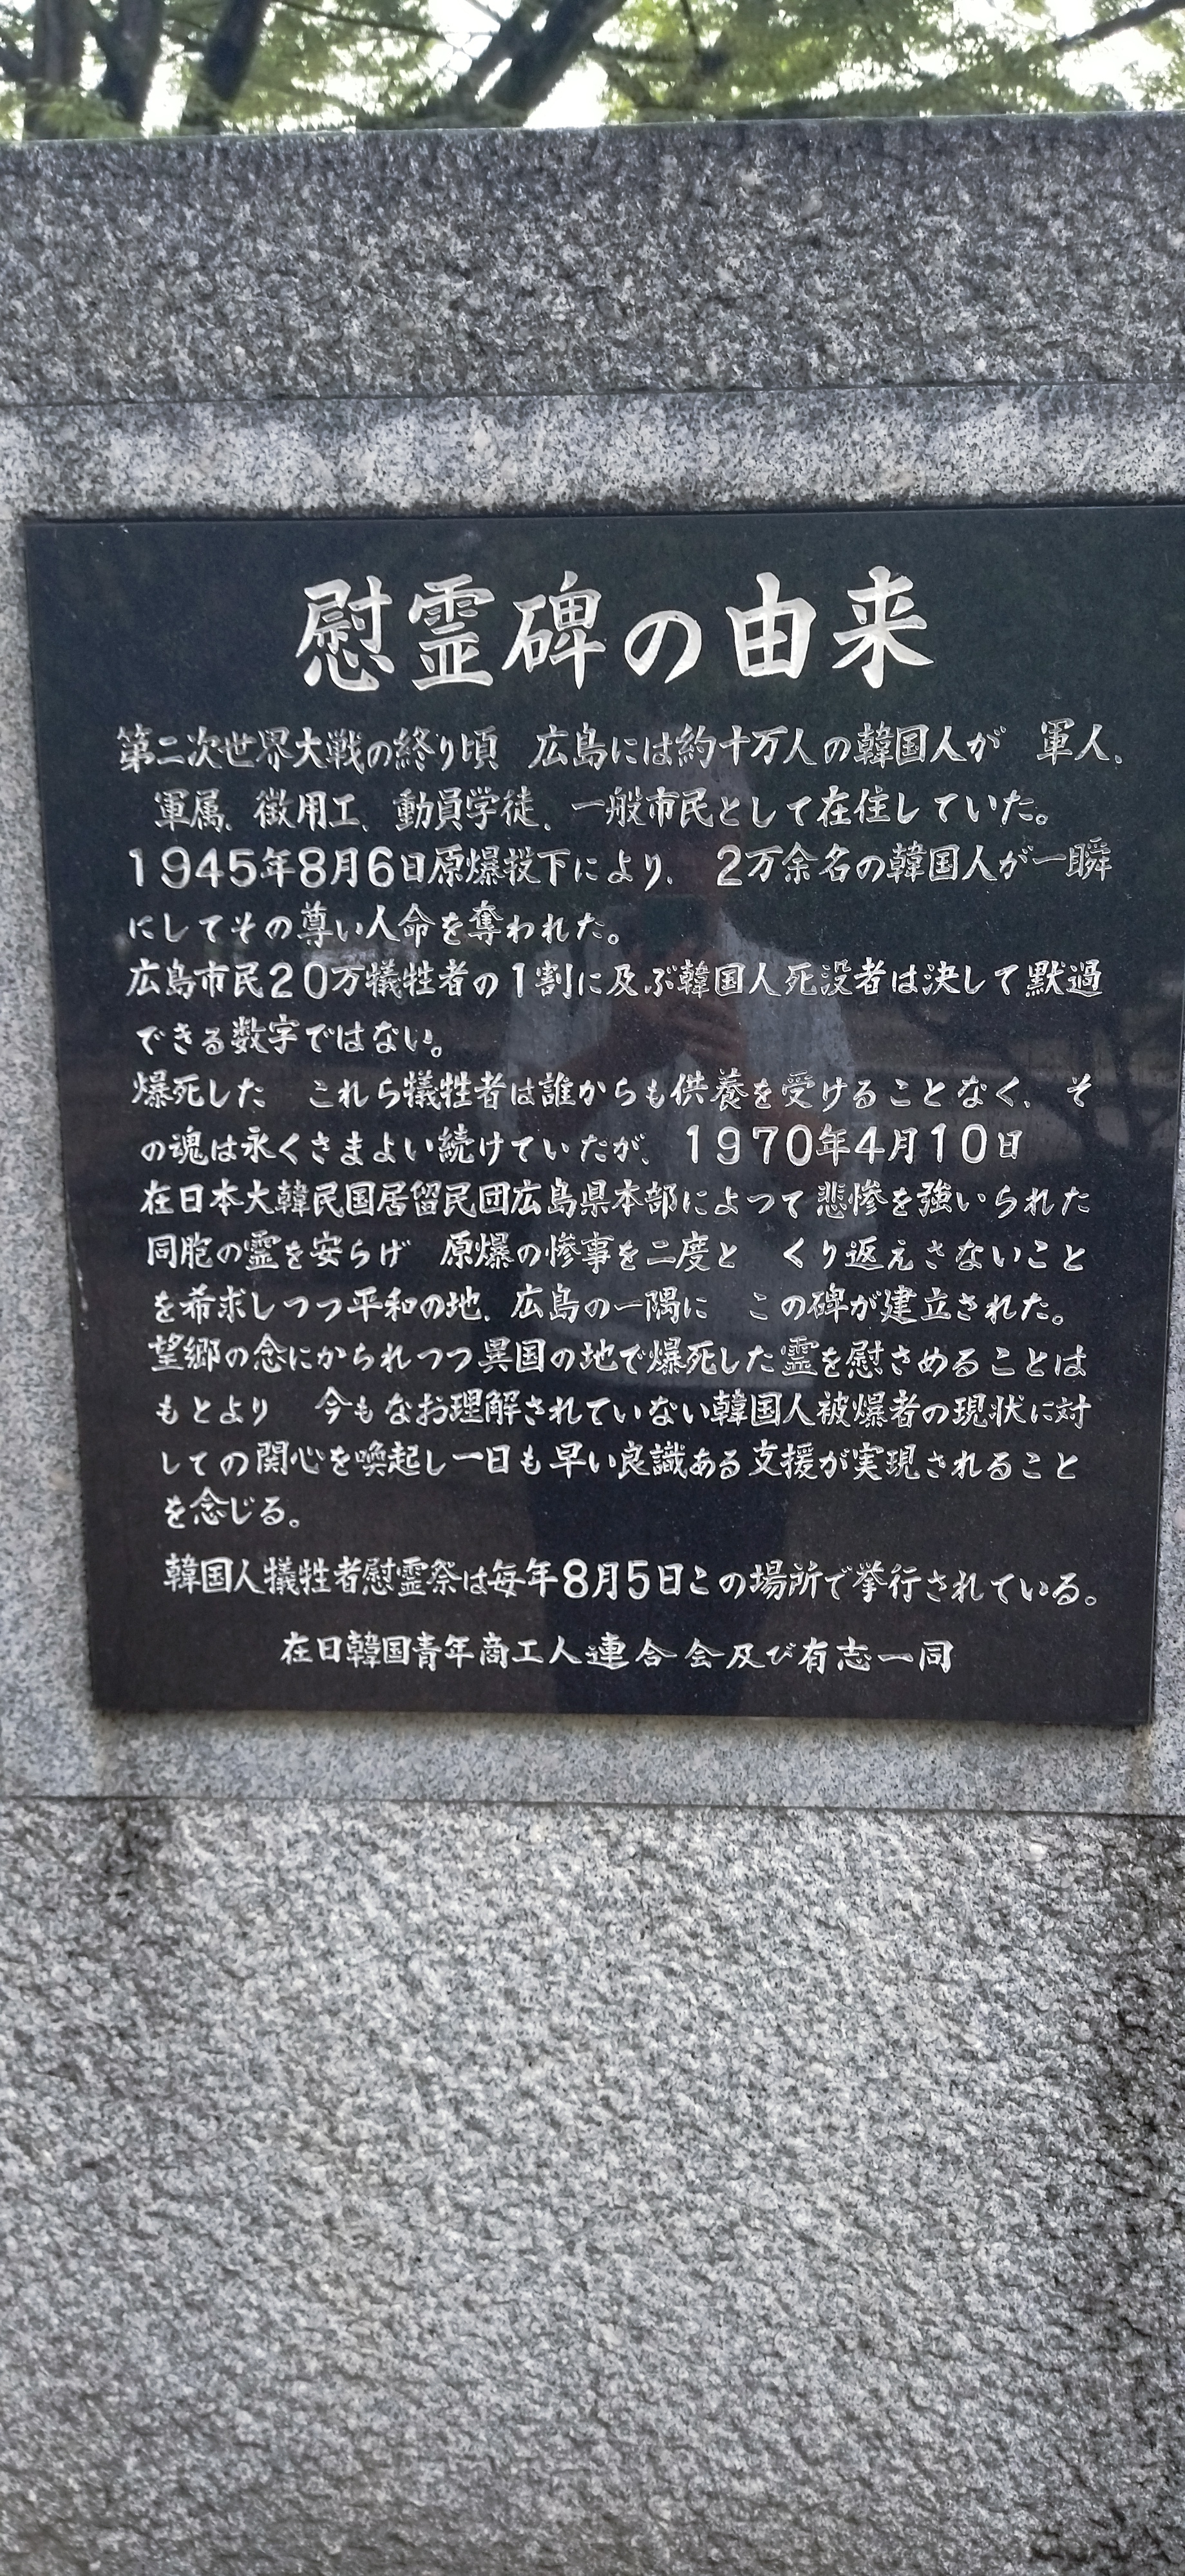 慰霊碑の由来
第二次世界大戦の終り頃　広島には約十万人の韓国人が　軍人、
軍属、徴用工、動員学徒、一般市民として在住していた。
1945年8月6日原爆投下により、2万余名の韓国人が一瞬
にしてその尊い人命を奪われた。
広島市民20万犠牲者の1割に及ぶ韓国人死没者は決して黙過
できる数字ではない。
爆死した　これら犠牲者は誰からも供養を受けることなく、そ
の魂は永くさまよい続けていたが、1970年4月10日
在日本大韓民国居留民団広島県本部によつて悲惨を強いられた
同胞の霊を安らげ　原爆の惨事を二度と　くり返えさないこと
を希求しつつ平和の地、広島の一隅に　この碑が建立された。
望郷の念にかられつつ異国の地で爆死した霊を慰さめることは
もとより　今もなお理解されていない韓国人被爆者の現状に対
しての関心を喚起し一日も早い良識ある支援が実現されること
を念じる。
韓国人犠牲者慰霊祭は毎年8月5日この場所で挙行されている。
在日韓国青年商工人連合会及び有志一同